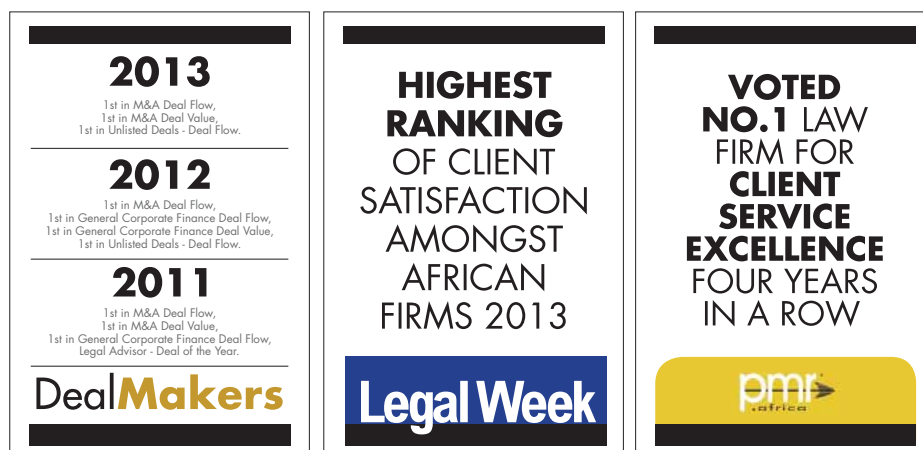 2013
1st in M&A Deal Flow,
1st in M&A Deal Value,
1st in Unlisted Deals - Deal Flow.
2012
1st in M&A Deal Flow,
1st in General Corporate Finance Deal Flow,
1st in General Corporate Finance Deal Value,
1st in Unlisted Deals - Deal Flow.
2011
1st in M&A Deal Flow,
1st in M&A Deal Value,
1st in General Corporate Finance Deal Flow,
Legal Advisor - Deal of the Year.
DealMakers
HIGHEST
RANKING
OF CLIENT
SATISFACTION
AMONGST
AFRICAN
FIRMS 2013
Legal Week
VOTED
NO.1 LAW
FIRM FOR
CLIENT
SERVICE
EXCELLENCE
FOUR YEARS
IN A ROW
pmr
.africa